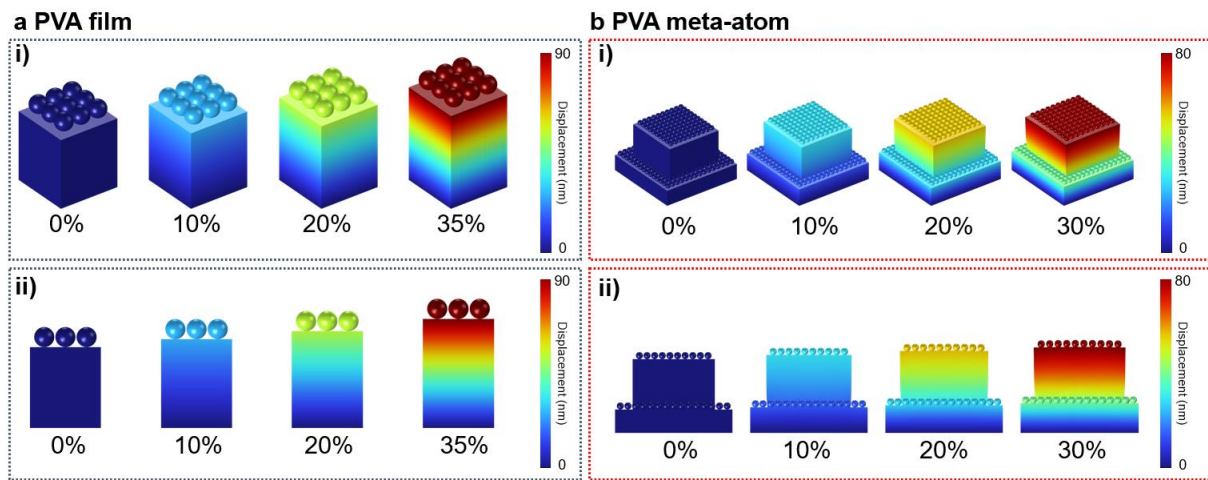 a PVA film
i)
0%
10%
20%
35%
90
Displacement (nm)
0
ii)
0%
10%
20%
35%
90
Displacement (nm)
0
b PVA meta-atom
i)
0%
10%
20%
30%
80
Displacement (nm)
0
ii)
0%
10%
20%
30%
80
Displacement (nm)
0